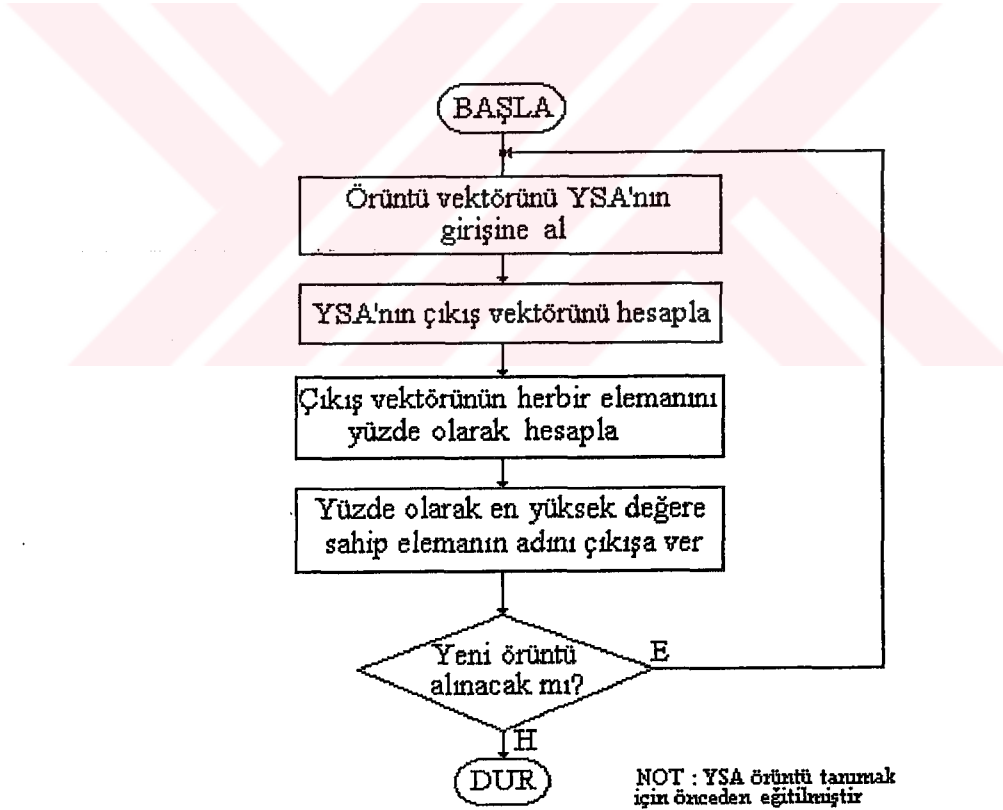 BAŞLA
Örüntü vektörünü YSA'nın
girişine al
YSA'nın çıkış vektörünü hesapla
Çıkış vektörünün herbir elemanını
yüzde olarak hesapla
Yüzde olarak en yüksek değere
sahip elemanın adını çıkışa ver
Yeni örüntü
alınacak mı?
E
H
DUR
NOT : YSA örüntü tanımak
için önceden eğitilmiştir